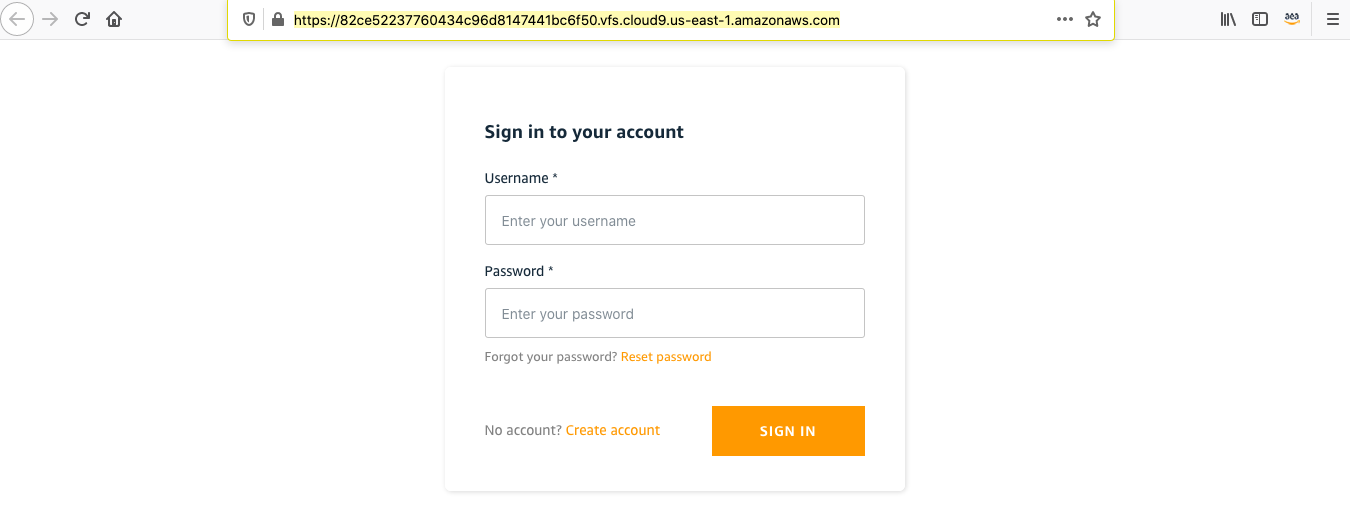 https://82ce52237760434c96d8147441bc6f50.vfs.cloud9.us-east-1.amazonaws.com
aea
Sign in to your account
Username *
Enter your username
Password *
Enter your password
Forgot your password? Reset password
No account? Create account
SIGN IN